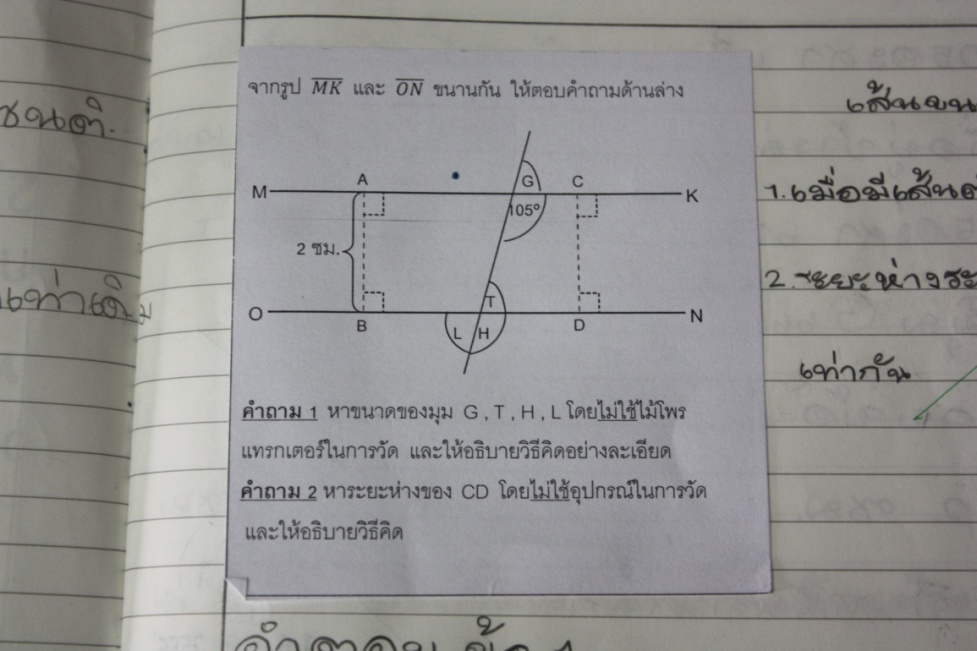 จากรูป MK และ ON ขนานกัน ให้ตอบคำถามด้านล่าง
A
G
C
M
K
105º
2 ซม.
T
O
N
B
L
H
D
คำถาม 1 หาขนาดของมุม G , T , H , L โดยไม่ใช้ไม้โพร
แทรกเตอร์ในการวัด และให้อธิบายวิธีคิดอย่างละเอียด
คำถาม 2 หาระยะห่างของ CD โดยไม่ใช้อุปกรณ์ในการวัด
และให้อธิบายวิธีคิด
เส้นขน
1. เมื่อมีเส้นต
2. ระยะห่างระ
เท่ากัน
เท่าเดิม